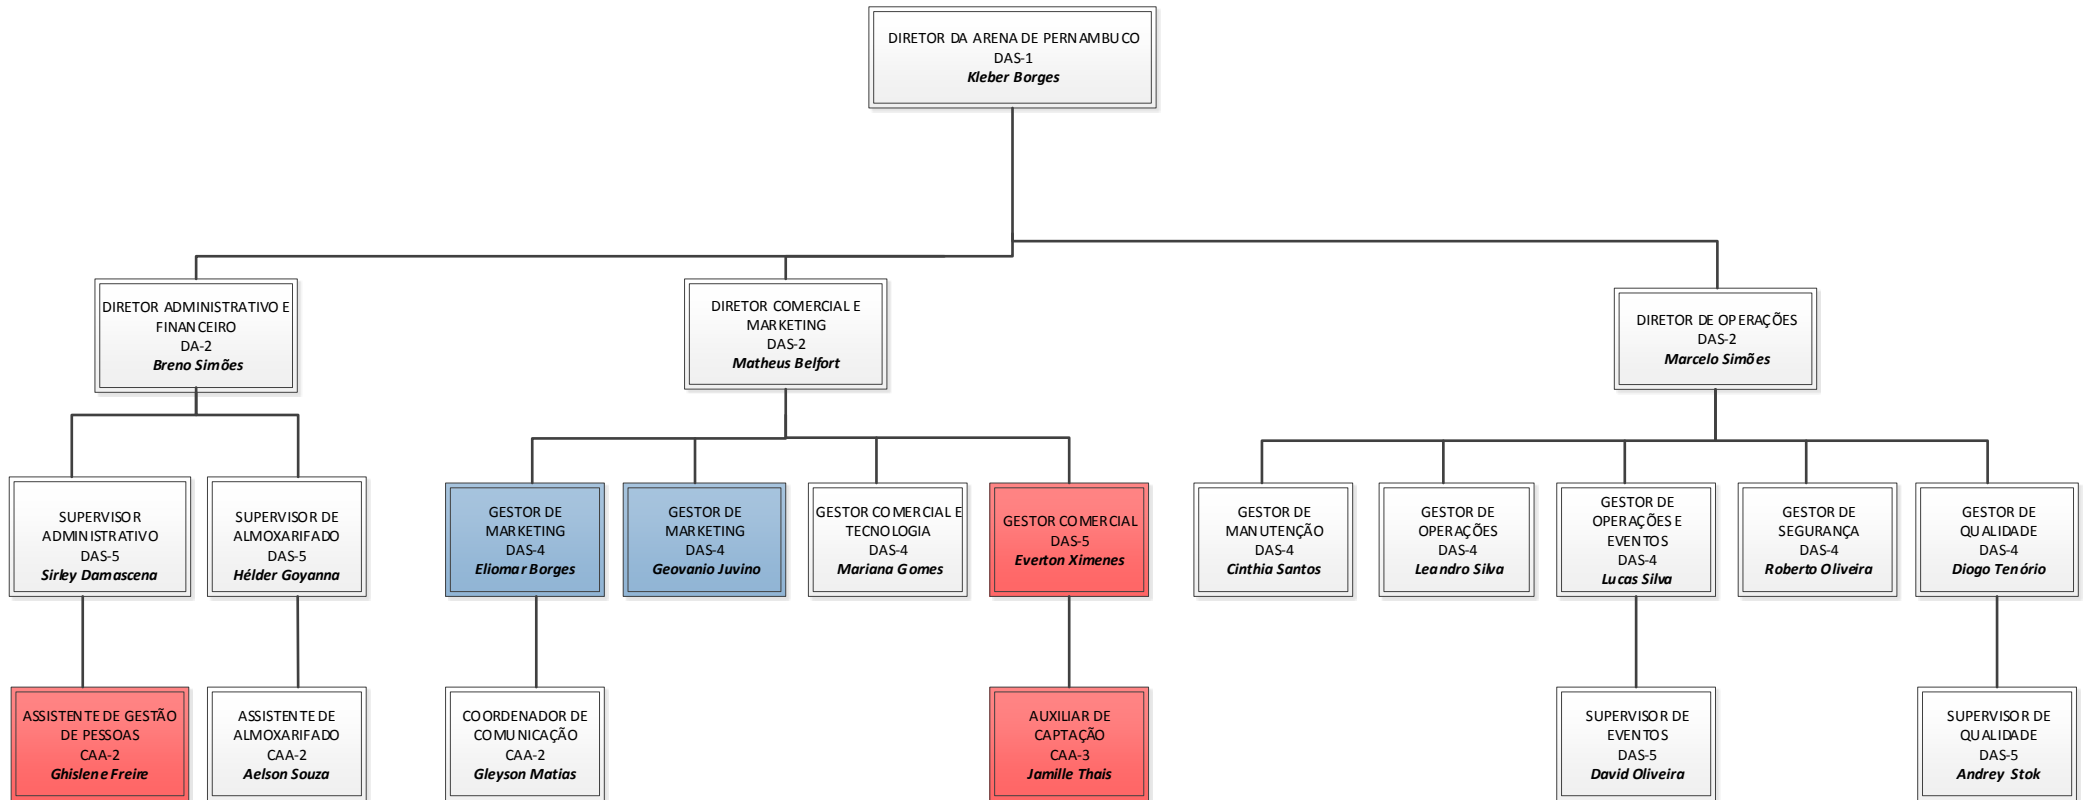 DIRETOR DA ARENA DE PERNAMBUCO
DAS-1
Kleber Borges
DIRETOR ADMINISTRATIVO E
FINANCEIRO
DA-2
Breno Simões
DIRETOR COMERCIAL E
MARKETING
DAS-2
Matheus Belfort
DIRETOR DE OPERAÇÕES
DAS-2
Marcelo Simões
SUPERVISOR
ADMINISTRATIVO
DAS-5
Sirley Damascena
SUPERVISOR DE
ALMOXARIFADO
DAS-5
Hélder Goyanna
GESTOR DE
MARKETING
DAS-4
Eliomar Borges
GESTOR DE
MARKETING
DAS-4
Geovanio Juvino
GESTOR COMERCIAL E
TECNOLOGIA
DAS-4
Mariana Gomes
GESTOR COMERCIAL
DAS-5
Everton Ximenes
GESTOR DE
MANUTENÇÃO
DAS-4
Cinthia Santos
GESTOR DE
OPERAÇÕES
DAS-4
Leandro Silva
GESTOR DE
OPERAÇÕES E
EVENTOS
DAS-4
Lucas Silva
GESTOR DE
SEGURANÇA
DAS-4
Roberto Oliveira
GESTOR DE
QUALIDADE
DAS-4
Diogo Tenório
ASSISTENTE DE GESTÃO
DE PESSOAS
CAA-2
Ghislene Freire
ASSISTENTE DE
ALMOXARIFADO
CAA-2
Aelson Souza
COORDENADOR DE
COMUNICAÇÃO
CAA-2
Gleyson Matias
AUXILIAR DE
CAPTAÇÃO
CAA-3
Jamille Thais
SUPERVISOR DE
EVENTOS
DAS-5
David Oliveira
SUPERVISOR DE
QUALIDADE
DAS-5
Andrey Stok